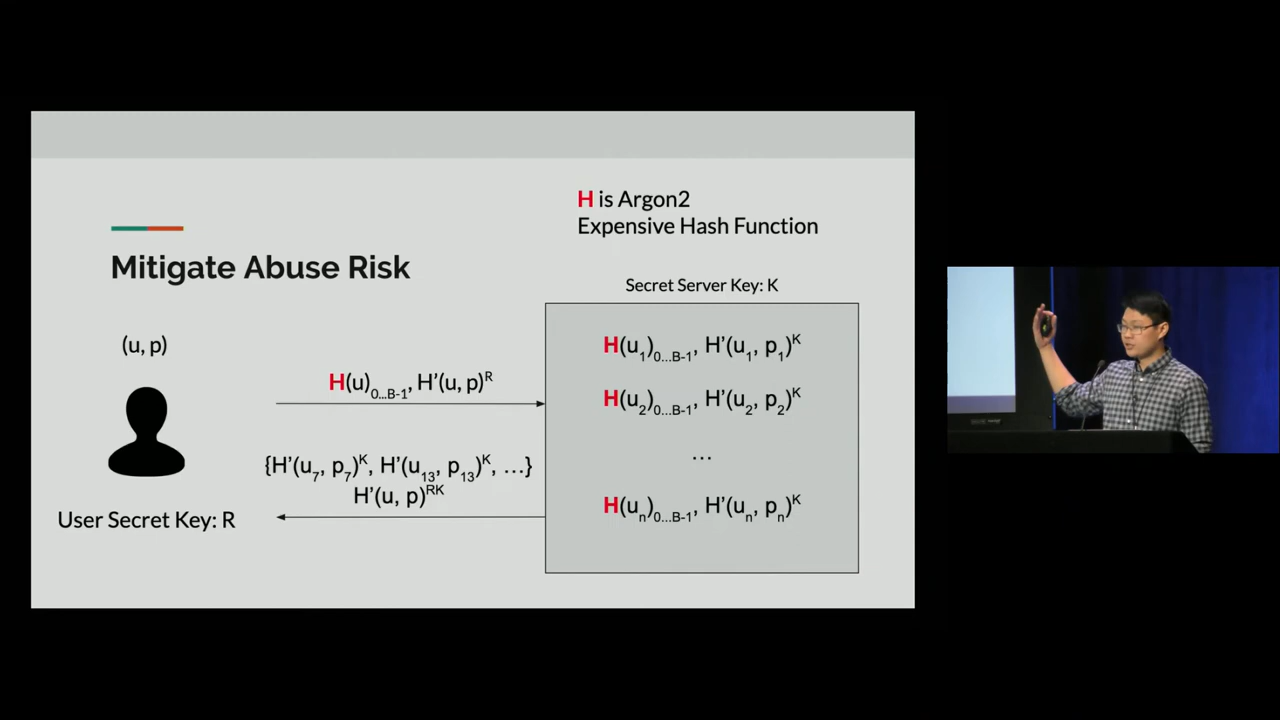 H is Argon2
Expensive Hash Function
Mitigate Abuse Risk
Secret Server Key: K
(u, p)
H(u)0...B-1, H’(u, p)R
{H’(u7, p7)K, H’(u13, p13)K, ...}
H’(u, p)RK
User Secret Key: R
H(u1)0...B-1, H’(u1, p1)K
H(u2)0...B-1, H’(u2, p2)K
...
H(un)0...B-1, H’(un, pn)K